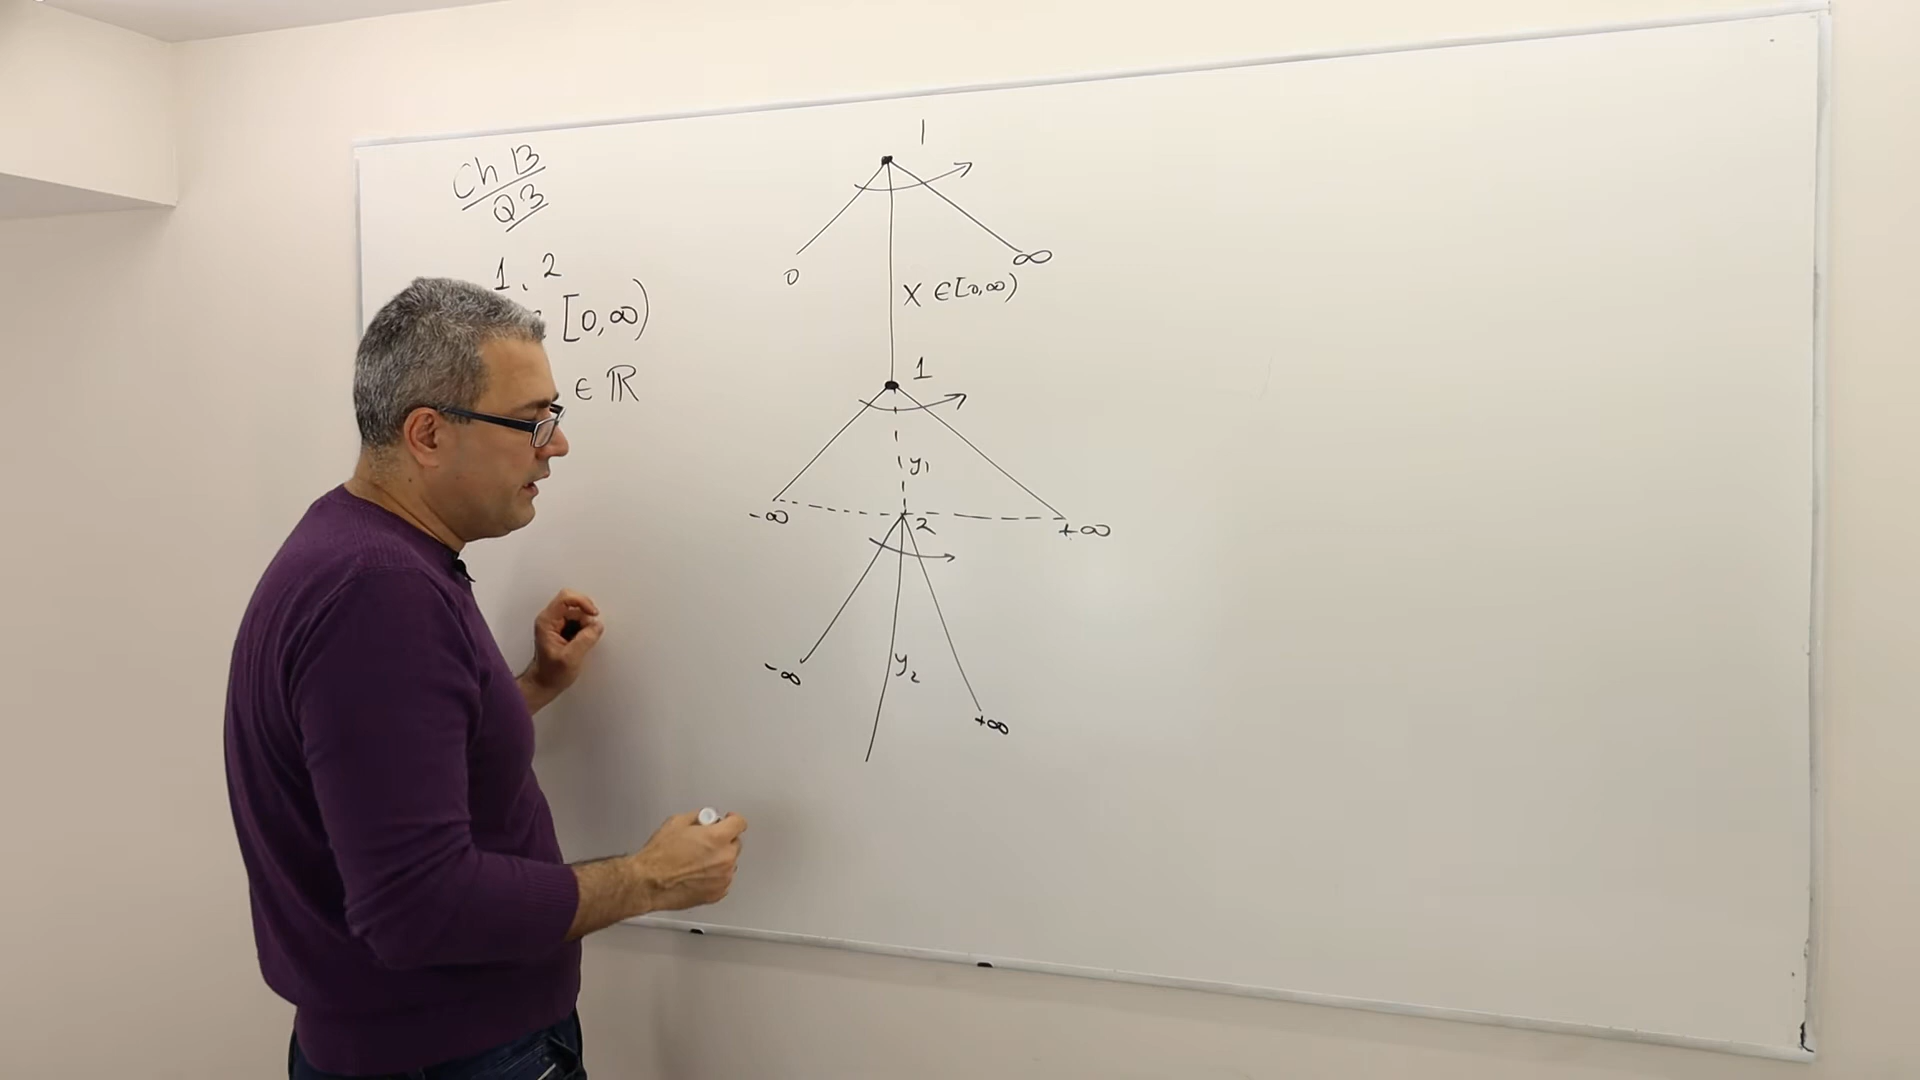 Ch 13
Q3
1, 2
[0,∞)
∈ ℝ
1
0
∞
x ∈ [0,∞)
1
y₁
-∞
2
+∞
-∞
y₂
+∞